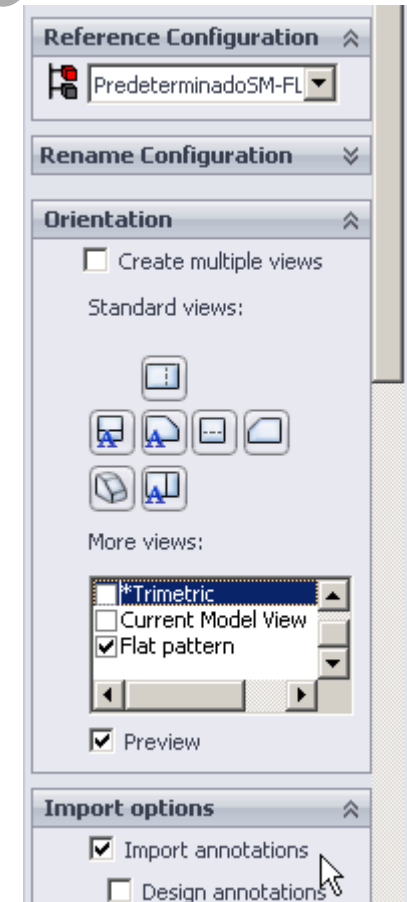 Reference Configuration
PredeterminadoSM-FL
Rename Configuration
Orientation
Create multiple views
Standard views:
A A
A
More views:
*Trimetric
Current Model View
Flat pattern
Preview
Import options
Import annotations
Design annotations